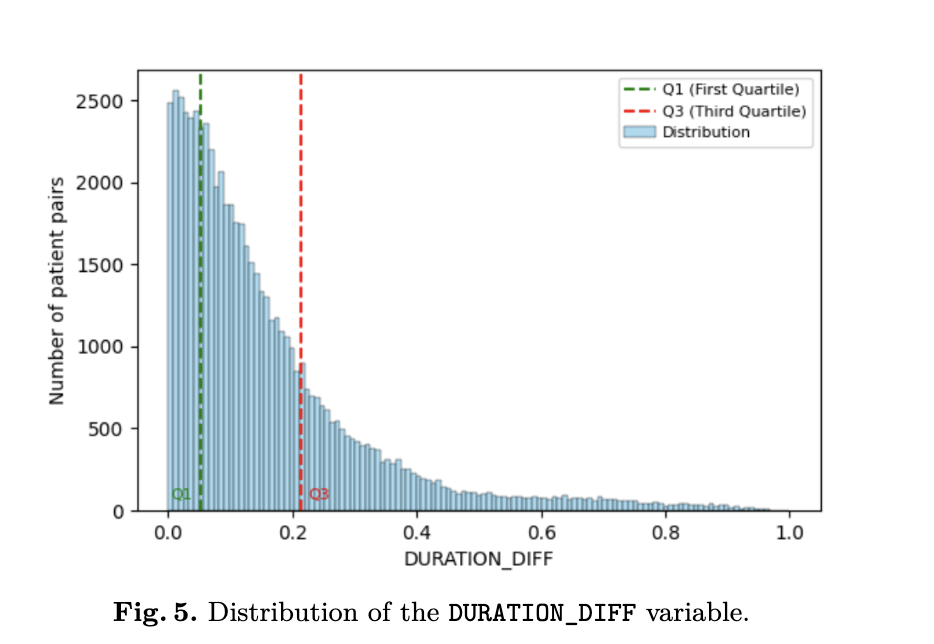 Q1 (First Quartile)
Q3 (Third Quartile)
Distribution
Number of patient pairs
2500
2000
1500
1000
500
0
Q1
Q3
0.0 0.2 0.4 0.6 0.8 1.0
DURATION_DIFF
Fig. 5. Distribution of the DURATION_DIFF variable.